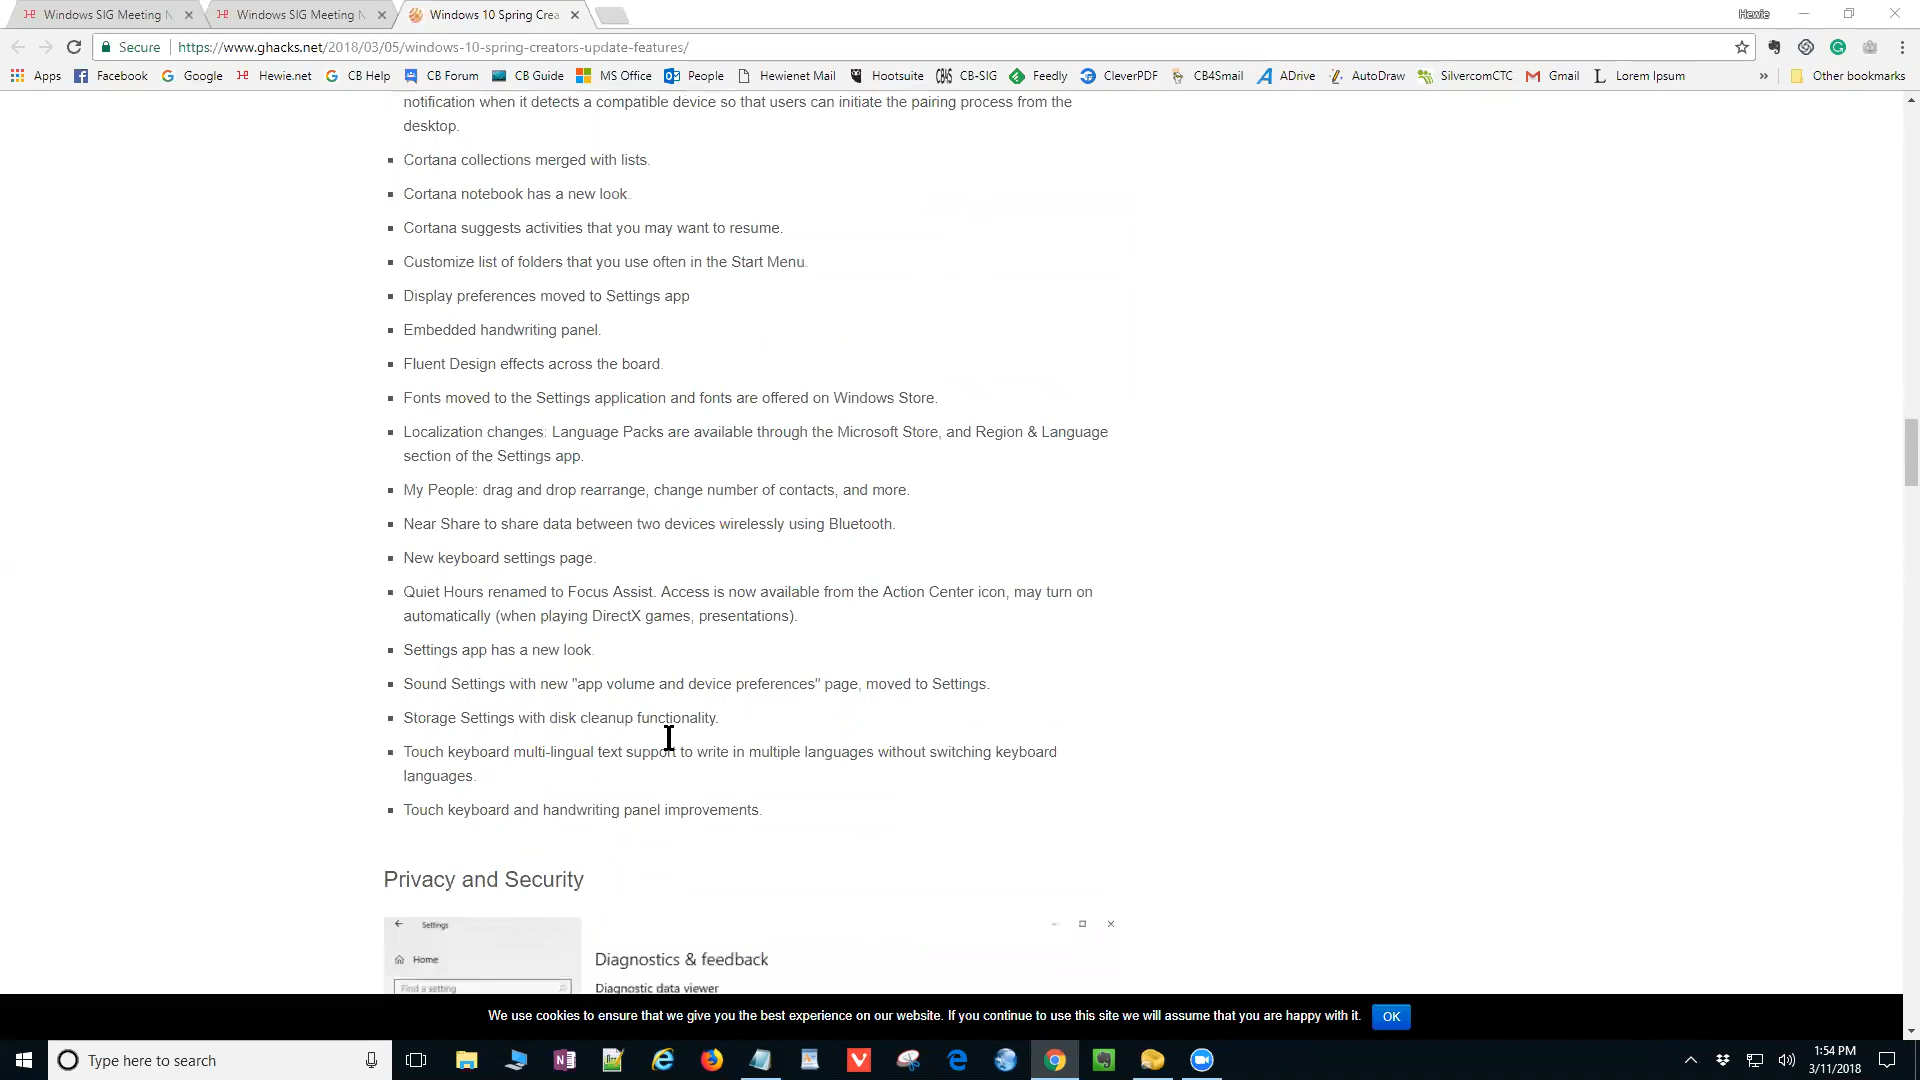 Windows SIG Meeting N
Windows SIG Meeting N
Windows 10 Spring Crea
Hewie
Secure
https://www.ghacks.net/2018/03/05/windows-10-spring-creators-update-features/
Apps
Facebook
Google
Hewie.net
CB Help
CB Forum
CB Guide
MS Office
People
Hewienet Mail
Hootsuite
CB-SIG
Feedly
CleverPDF
CB4Smail
ADrive
AutoDraw
SilvercomCTC
Gmail
Lorem Ipsum
»
Other bookmarks
notification when it detects a compatible device so that users can initiate the pairing process from the
desktop.
Cortana collections merged with lists.
Cortana notebook has a new look.
Cortana suggests activities that you may want to resume.
Customize list of folders that you use often in the Start Menu.
Display preferences moved to Settings app
Embedded handwriting panel.
Fluent Design effects across the board.
Fonts moved to the Settings application and fonts are offered on Windows Store.
Localization changes: Language Packs are available through the Microsoft Store, and Region & Language
section of the Settings app.
My People: drag and drop rearrange, change number of contacts, and more.
Near Share to share data between two devices wirelessly using Bluetooth.
New keyboard settings page.
Quiet Hours renamed to Focus Assist. Access is now available from the Action Center icon, may turn on
automatically (when playing DirectX games, presentations).
Settings app has a new look.
Sound Settings with new "app volume and device preferences" page, moved to Settings.
Storage Settings with disk cleanup functionality.
Touch keyboard multi-lingual text support to write in multiple languages without switching keyboard
languages.
Touch keyboard and handwriting panel improvements.
Privacy and Security
Settings
Home
Find a setting
Diagnostics & feedback
Diagnostic data viewer
We use cookies to ensure that we give you the best experience on our website. If you continue to use this site we will assume that you are happy with it.
OK
Type here to search
1:54 PM
3/11/2018